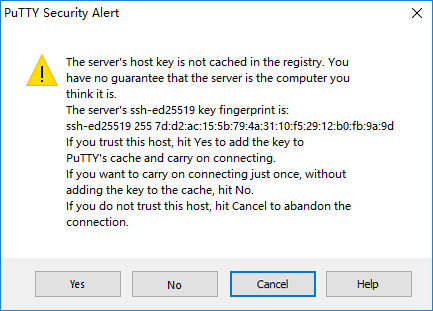 PuTTY Security Alert
The server's host key is not cached in the registry. You
have no guarantee that the server is the computer you
think it is.
The server's ssh-ed25519 key fingerprint is:
ssh-ed25519 255 7d:d2:ac:15:5b:79:4a:31:10:f5:29:12:b0:fb:9a:9d
If you trust this host, hit Yes to add the key to
PuTTY's cache and carry on connecting.
If you want to carry on connecting just once, without
adding the key to the cache, hit No.
If you do not trust this host, hit Cancel to abandon the
connection.
Yes
No
Cancel
Help